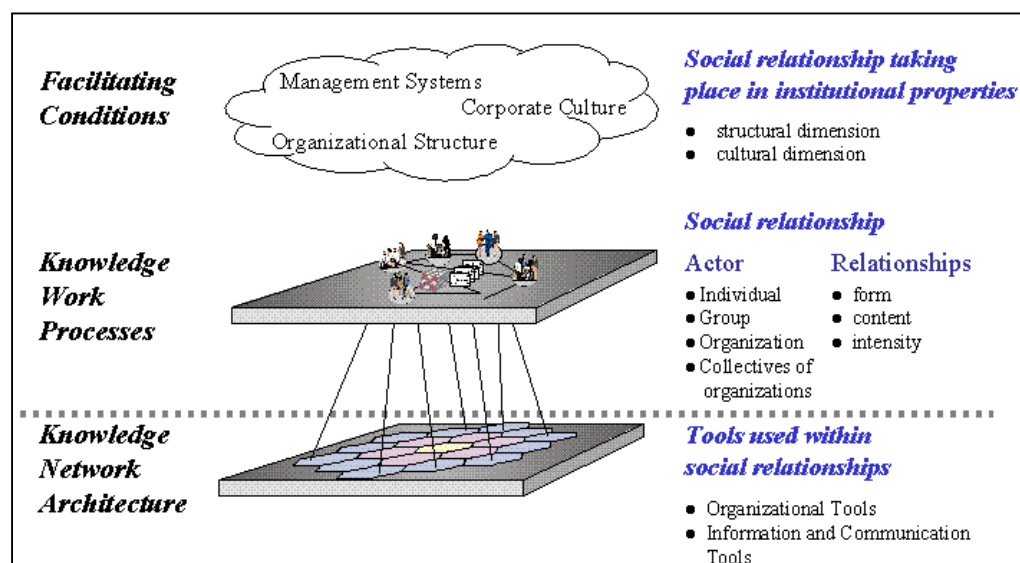 Facilitating
Conditions
Management Systems
Corporate Culture
Organizational Structure
Social relationship taking
place in institutional properties
● structural dimension
● cultural dimension
Knowledge
Work
Processes
Social relationship
Actor
● Individual
● Group
● Organization
● Collectives of
organizations
Relationships
● form
● content
● intensity
Knowledge
Network
Architecture
Tools used within
social relationships
● Organizational Tools
● Information and Communication
Tools